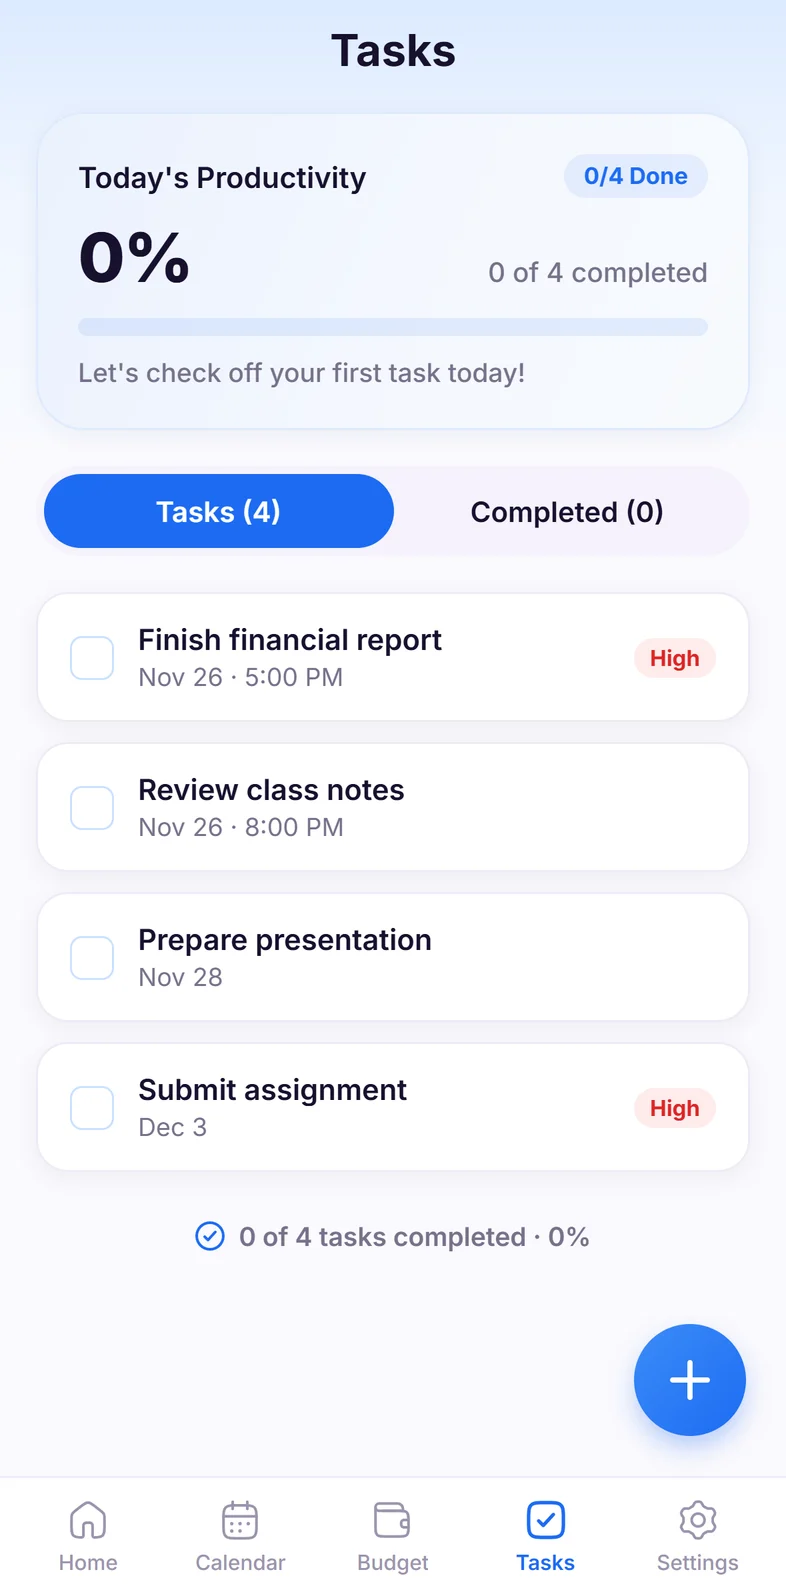 Tasks
Today's Productivity
0/4 Done
0%
0 of 4 completed
Let's check off your first task today!
Tasks (4)
Completed (0)
Finish financial report
Nov 26 · 5:00 PM
High
Review class notes
Nov 26 · 8:00 PM
Prepare presentation
Nov 28
Submit assignment
Dec 3
High
0 of 4 tasks completed · 0%
Home
Calendar
Budget
Tasks
Settings